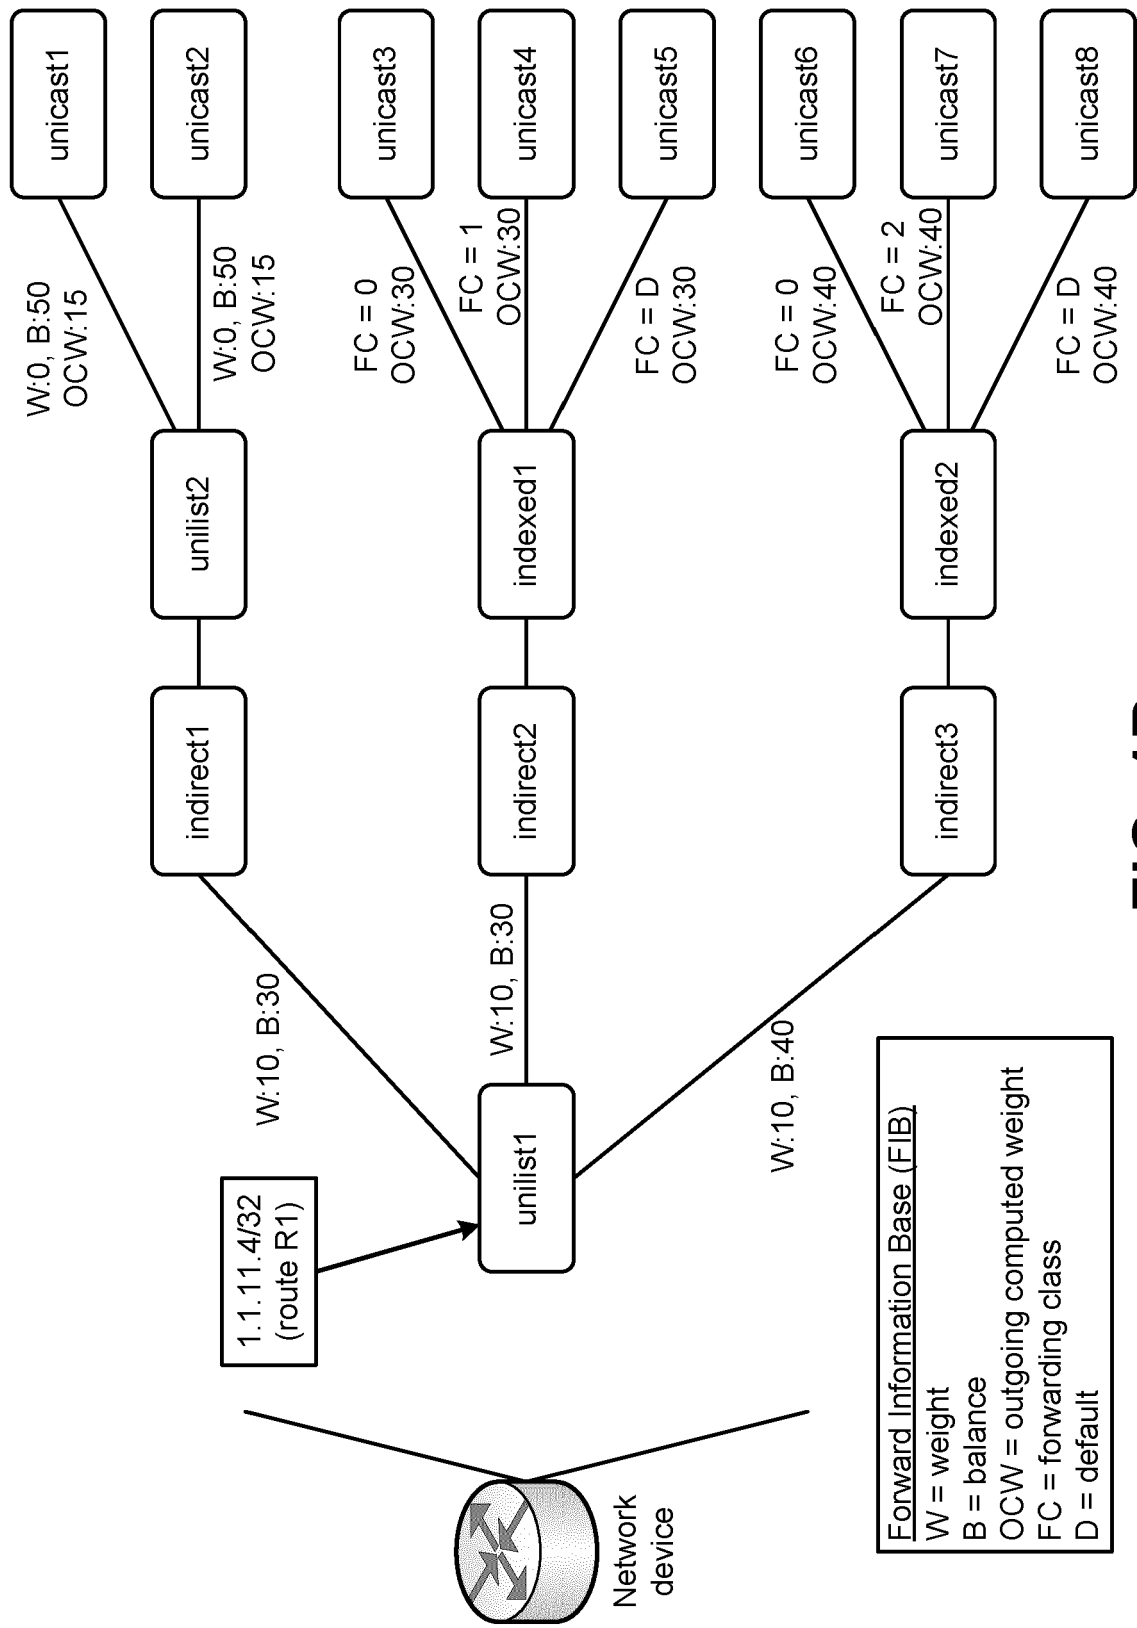 1.1.11.4/32
(route R1)
Network
device
unilist1
W:10, B:30
W:10, B:30
W:10, B:40
indirect1
indirect2
indirect3
unilist2
indexed1
indexed2
W:0, B:50
OCW:15
W:0, B:50
OCW:15
FC = 0
OCW:30
FC = 1
OCW:30
FC = D
OCW:30
FC = 0
OCW:40
FC = 2
OCW:40
FC = D
OCW:40
unicast1
unicast2
unicast3
unicast4
unicast5
unicast6
unicast7
unicast8
Forward Information Base (FIB)
W = weight
B = balance
OCW = outgoing computed weight
FC = forwarding class
D = default